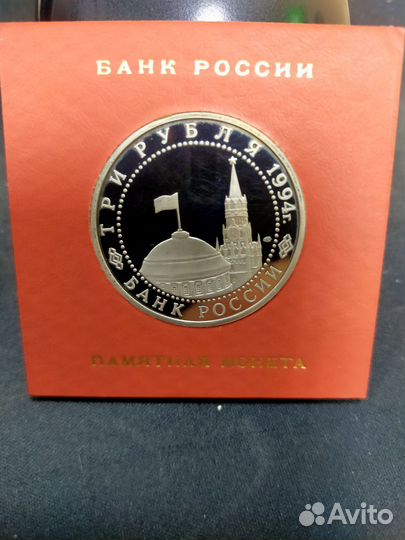 БАНК РОССИИ
ТРИ РУБЛЯ 1994г.
БАНК РОССИИ
ПАМЯТНАЯ МОНЕТА
Avito